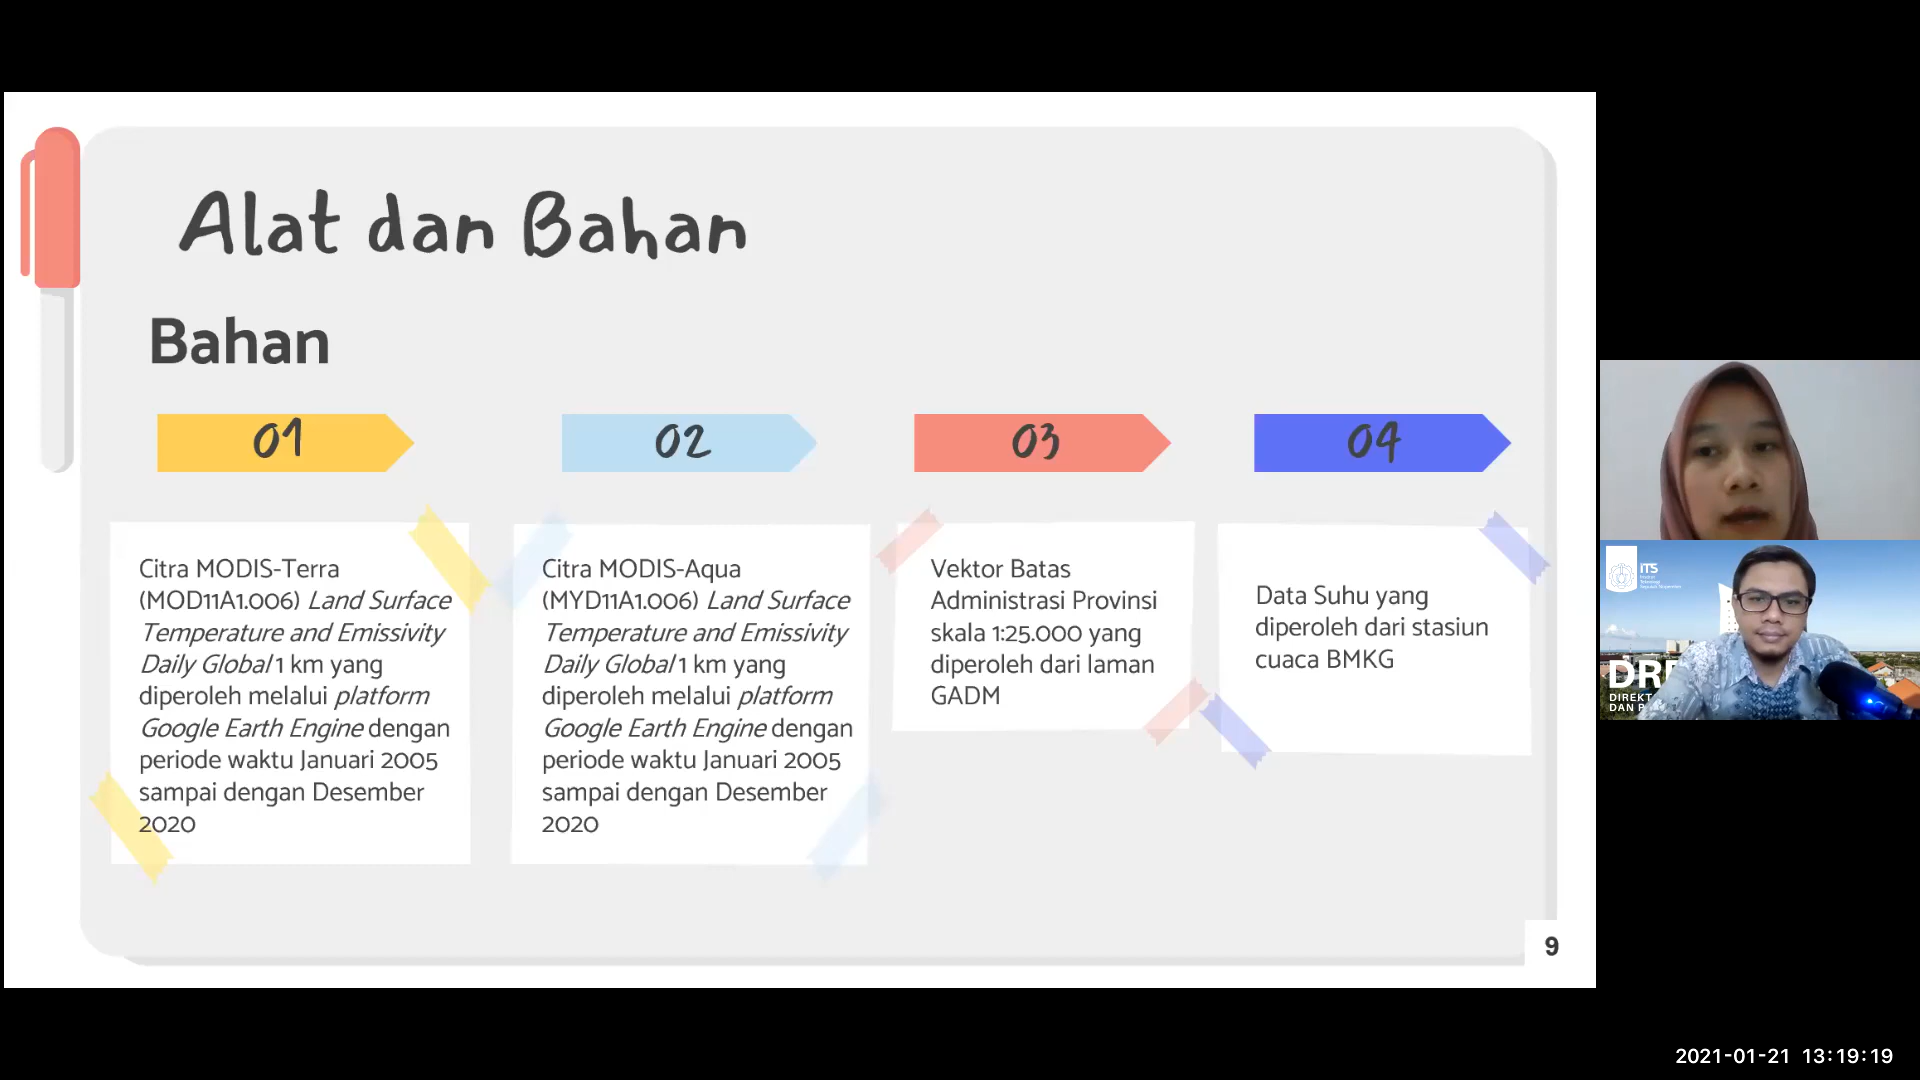 Alat dan Bahan
Bahan
01
02
03
04
Citra MODIS-Terra
(MOD11A1.006) Land Surface
Temperature and Emissivity
Daily Global 1 km yang
diperoleh melalui platform
Google Earth Engine dengan
periode waktu Januari 2005
sampai dengan Desember
2020
Citra MODIS-Aqua
(MYD11A1.006) Land Surface
Temperature and Emissivity
Daily Global 1 km yang
diperoleh melalui platform
Google Earth Engine dengan
periode waktu Januari 2005
sampai dengan Desember
2020
Vektor Batas
Administrasi Provinsi
skala 1:25.000 yang
diperoleh dari laman
GADM
Data Suhu yang
diperoleh dari stasiun
cuaca BMKG
9
ITS
Institut
Teknologi
Sepuluh Nopember
DIREKT
DAN P
2021-01-21 13:19:19